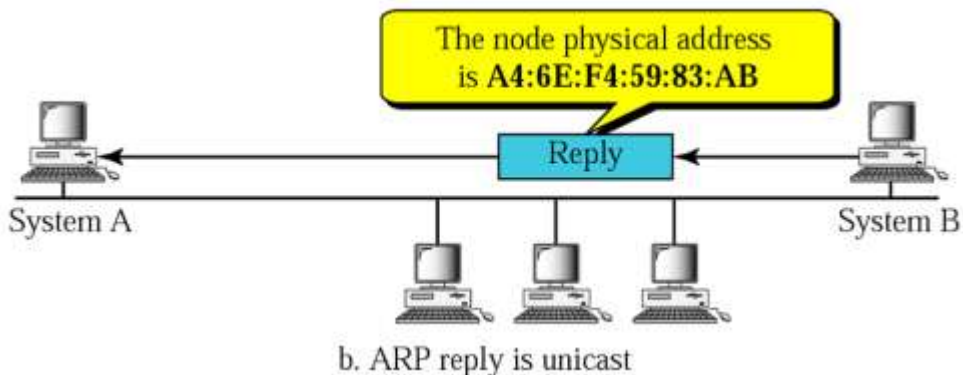 The node physical address
is A4:6E:F4:59:83:AB
Reply
System A
System B
b. ARP reply is unicast